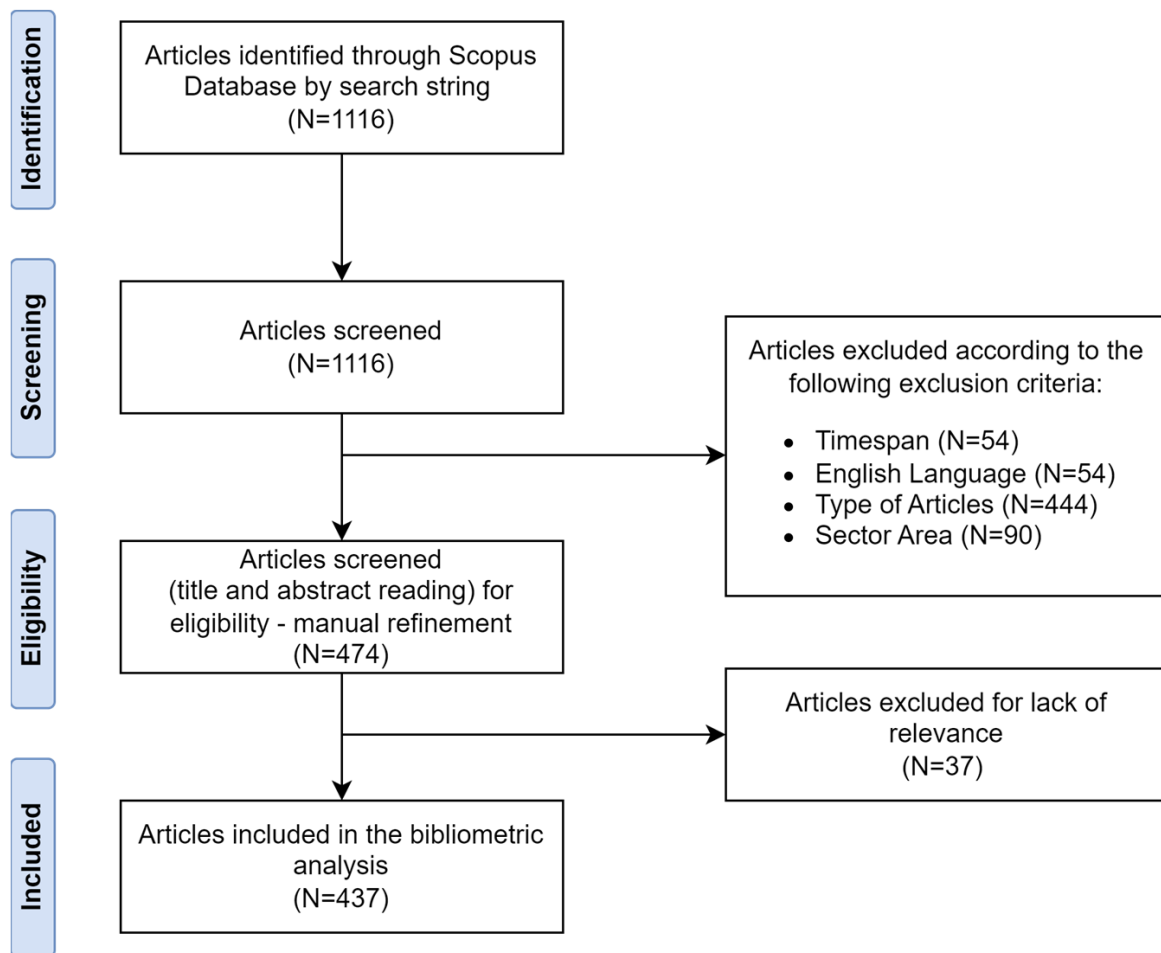 Identification
Articles identified through Scopus
Database by search string
(N=1116)
Screening
Articles screened
(N=1116)
Articles excluded according to the
following exclusion criteria:
• Timespan (N=54)
• English Language (N=54)
• Type of Articles (N=444)
• Sector Area (N=90)
Eligibility
Articles screened
(title and abstract reading) for
eligibility - manual refinement
(N=474)
Articles excluded for lack of
relevance
(N=37)
Included
Articles included in the bibliometric
analysis
(N=437)